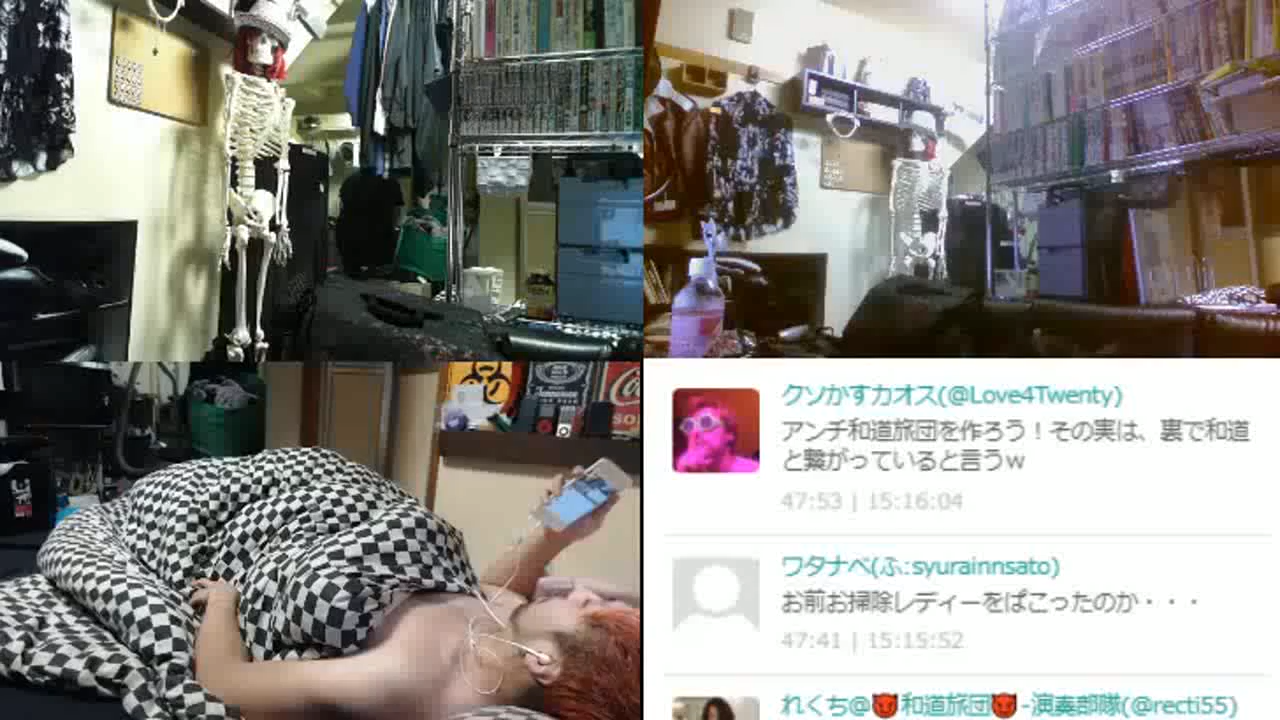 Coca
クソかすカオス(@Love4Twenty)
アンチ和道旅団を作ろう！その実は、裏で和道
と繋がっていると言うｗ
47:53 | 15:16:04
ワタナベ(ふ:syurainnsato)
お前お掃除レディーをぱこったのか・・・
47:41 | 15:15:52
れくち@👿和道旅団👿-演奏部隊(@recti55)